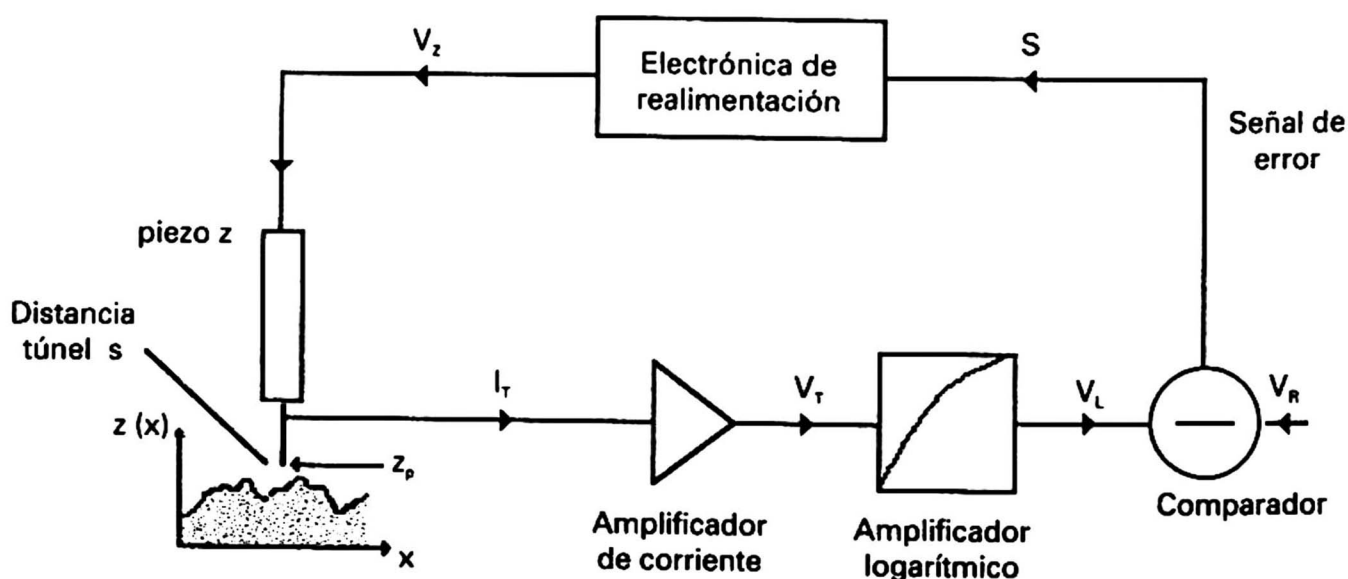 V_z
Electrónica de
realimentación
S
Señal de
error
piezo z
Distancia
túnel s
I_T
V_T
V_L
V_R
z (x)
z_p
x
Amplificador
de corriente
Amplificador
logarítmico
Comparador